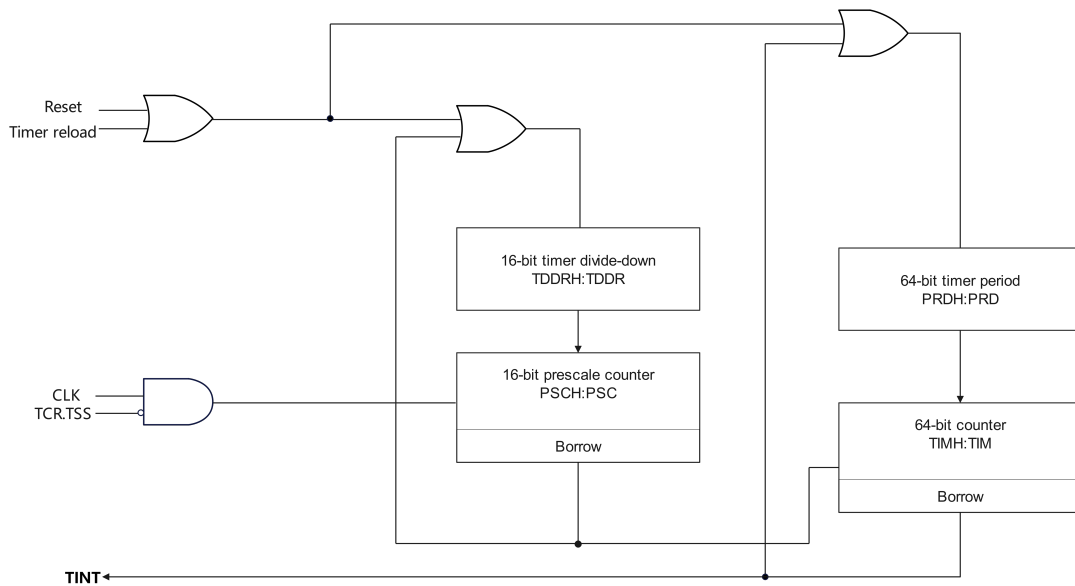 Reset
Timer reload
16-bit timer divide-down
TDDRH:TDDR
64-bit timer period
PRDH:PRD
16-bit prescale counter
PSCH:PSC
CLK
TCR.TSS
64-bit counter
TIMH:TIM
Borrow
Borrow
TINT